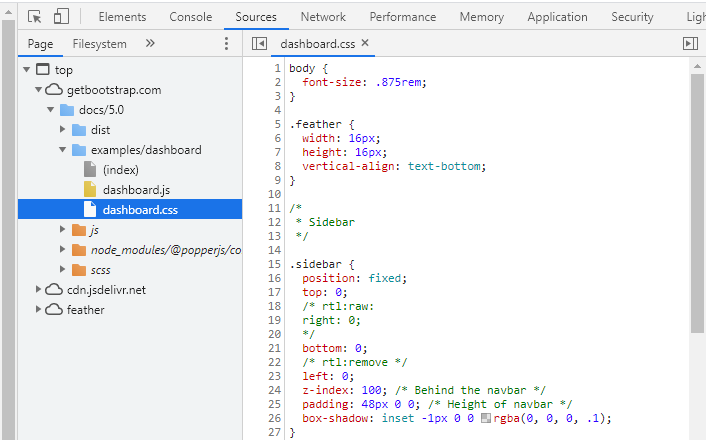 Elements Console Sources Network Performance Memory Application Security Ligh
Page Filesystem »
dashboard.css ×
top
getbootstrap.com
docs/5.0
dist
examples/dashboard
(index)
dashboard.js
dashboard.css
js
node_modules/@popperjs/co
scss
cdn.jsdelivr.net
feather
1 body {
2 font-size: .875rem;
3 }
4
5 .feather {
6 width: 16px;
7 height: 16px;
8 vertical-align: text-bottom;
9 }
10
11 /*
12 * Sidebar
13 */
14
15 .sidebar {
16 position: fixed;
17 top: 0;
18 /* rtl:raw:
19 right: 0;
20 */
21 bottom: 0;
22 /* rtl:remove */
23 left: 0;
24 z-index: 100; /* Behind the navbar */
25 padding: 48px 0 0; /* Height of navbar */
26 box-shadow: inset -1px 0 0 rgba(0, 0, 0, .1);
27 }